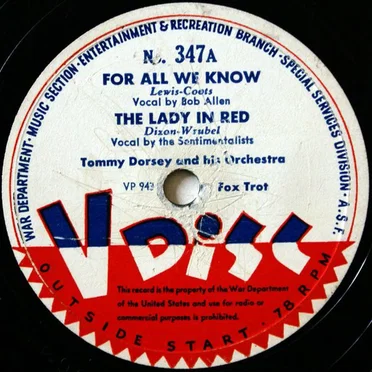 WAR DEPARTMENT · MUSIC SECTION · ENTERTAINMENT & RECREATION BRANCH · SPECIAL SERVICES DIVISION · A.S.F.
No. 347A
FOR ALL WE KNOW
Lewis-Coots
Vocal by Bob Allen
THE LADY IN RED
Dixon-Wrubel
Vocal by the Sentimentalists
Tommy Dorsey and his Orchestra
Fox Trot
V DiSC
This record is the property of the War Department
of the United States and use for radio or
commercial purposes is prohibited.
OUTSIDE START · 78 RPM